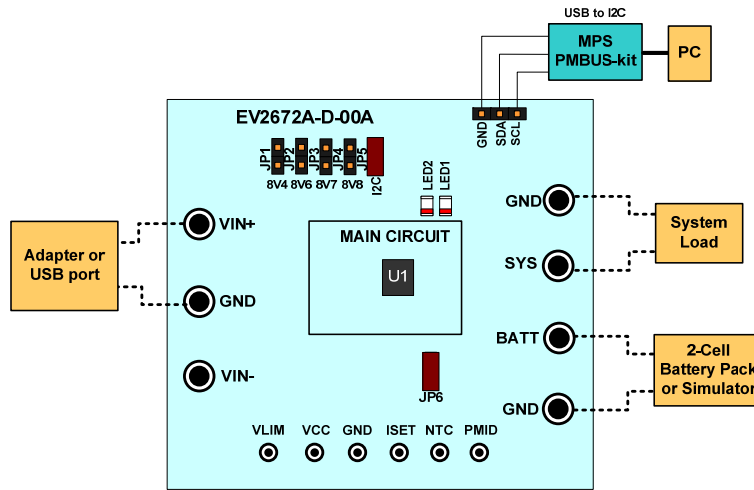 USB to I2C
MPS
PMBUS-kit
PC
EV2672A-D-00A
GND
SDA
SCL
JP1
JP2
JP3
JP4
JP5
8V4
8V6
8V7
8V8
I2C
LED2
LED1
Adapter or
USB port
VIN+
GND
VIN-
MAIN CIRCUIT
U1
JP6
GND
SYS
BATT
GND
System
Load
2-Cell
Battery Pack
or Simulator
VLIM
VCC
GND
ISET
NTC
PMID